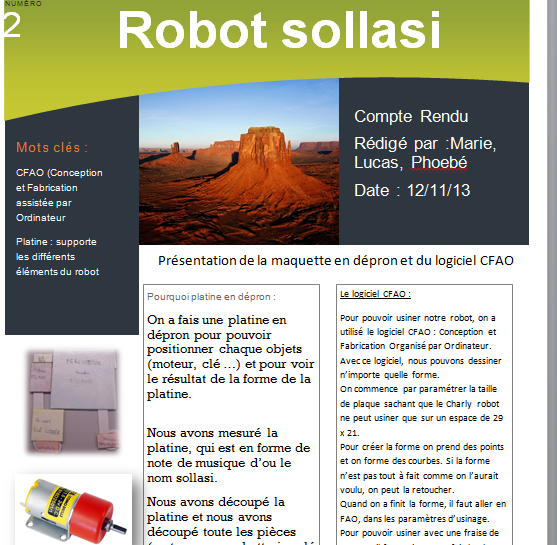 NUMÉRO
2
Robot sollasi
Compte Rendu
Rédigé par :Marie,
Lucas, Phoebé
Date : 12/11/13
Mots clés :
CFAO (Conception
et Fabrication
assistée par
Ordinateur
Platine : supporte
les différents
éléments du robot
Présentation de la maquette en dépron et du logiciel CFAO
Pourquoi platine en dépron :
On a fais une platine en
dépron pour pouvoir
positionner chaque objets
(moteur, clé ...) et pour voir
le résultat de la forme de la
platine.
Nous avons mesuré la
platine, qui est en forme de
note de musique d'ou le
nom sollasi.
Nous avons découpé la
platine et nous avons
découpé toute les pièces
Le logiciel CFAO :
Pour pouvoir usiner notre robot, on a
utilisé le logiciel CFAO : Conception et
Fabrication Organisé par Ordinateur.
Avec ce logiciel, nous pouvons dessiner
n'importe quelle forme.
On commence par paramétrer la taille
de plaque sachant que le Charly robot
ne peut usiner que sur un espace de 29
x 21.
Pour créer la forme on prend des points
et on forme des courbes. Si la forme
n'est pas tout à fait comme on l'aurait
voulu, on peut la retoucher.
Quand on a finit la forme, il faut aller en
FAO, dans les paramètres d'usinage.
Pour pouvoir usiner avec une fraise de